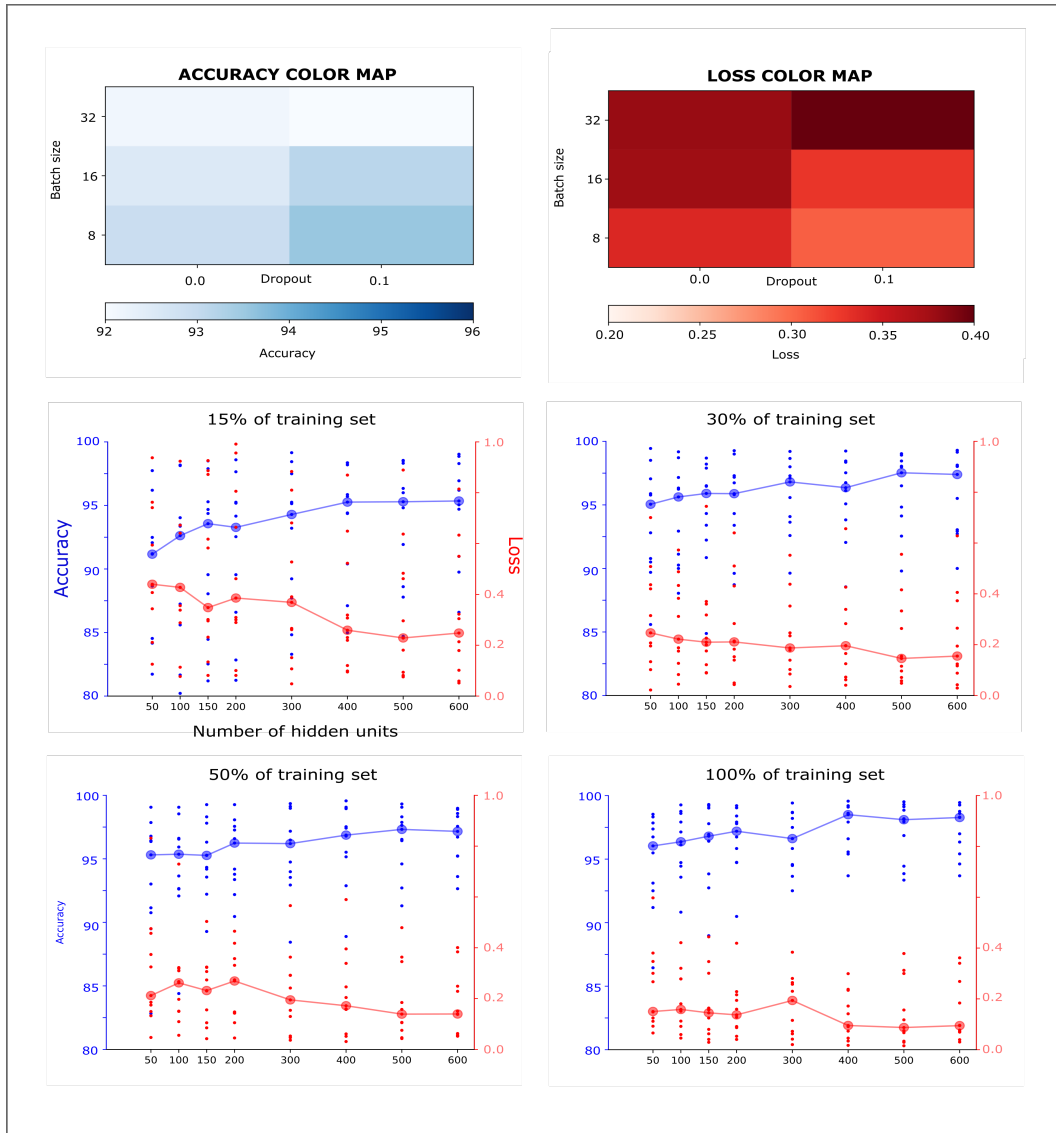 ACCURACY COLOR MAP
Batch size
32
16
8
0.0 Dropout 0.1
92 93 94 95 96
Accuracy
LOSS COLOR MAP
Batch size
32
16
8
0.0 Dropout 0.1
0.20 0.25 0.30 0.35 0.40
Loss
15% of training set
Accuracy
100
95
90
85
80
1.0
0.4
0.2
0.0
Loss
50 100 150 200 300 400 500 600
Number of hidden units
30% of training set
100
95
90
85
80
1.0
0.4
0.2
0.0
50 100 150 200 300 400 500 600
50% of training set
Accuracy
100
95
90
85
80
1.0
0.4
0.2
0.0
50 100 150 200 300 400 500 600
100% of training set
100
95
90
85
80
1.0
0.4
0.2
0.0
50 100 150 200 300 400 500 600